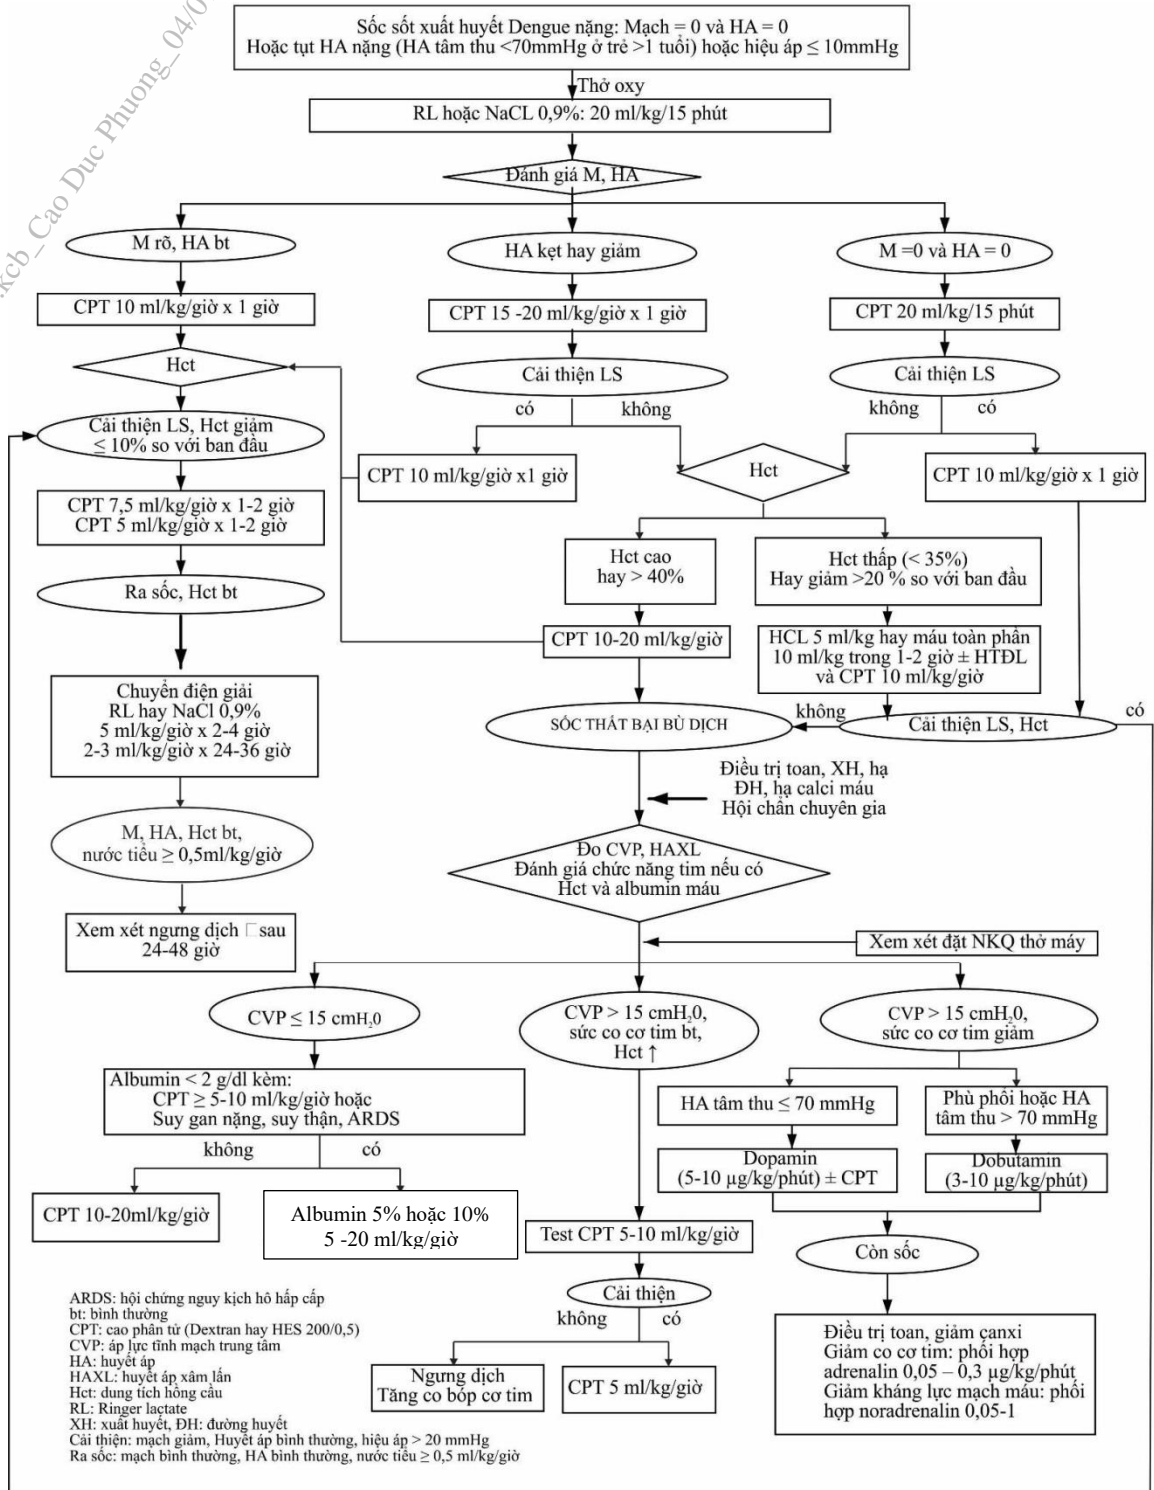 .kcb_Cao Duc Phuong_04/0
Sốc sốt xuất huyết Dengue nặng: Mạch = 0 và HA = 0
Hoặc tụt HA nặng (HA tâm thu <70mmHg ở trẻ >1 tuổi) hoặc hiệu áp ≤ 10mmHg
Thở oxy
RL hoặc NaCL 0,9%: 20 ml/kg/15 phút
Đánh giá M, HA
M rõ, HA bt
HA kẹt hay giảm
M =0 và HA = 0
CPT 10 ml/kg/giờ x 1 giờ
CPT 15 -20 ml/kg/giờ x 1 giờ
CPT 20 ml/kg/15 phút
Hct
Cải thiện LS
Cải thiện LS
có
không
không
có
Cải thiện LS, Hct giảm
≤ 10% so với ban đầu
CPT 10 ml/kg/giờ x1 giờ
Hct
CPT 10 ml/kg/giờ x 1 giờ
CPT 7,5 ml/kg/giờ x 1-2 giờ
CPT 5 ml/kg/giờ x 1-2 giờ
Hct cao
hay > 40%
Hct thấp (< 35%)
Hay giảm >20 % so với ban đầu
Ra sốc, Hct bt
CPT 10-20 ml/kg/giờ
HCL 5 ml/kg hay máu toàn phần
10 ml/kg trong 1-2 giờ ± HTĐL
và CPT 10 ml/kg/giờ
Chuyển điện giải
RL hay NaCl 0,9%
5 ml/kg/giờ x 2-4 giờ
2-3 ml/kg/giờ x 24-36 giờ
SỐC THẤT BẠI BÙ DỊCH
không
Cải thiện LS, Hct
có
Điều trị toan, XH, hạ
ĐH, hạ calci máu
Hội chẩn chuyên gia
M, HA, Hct bt,
nước tiểu ≥ 0,5ml/kg/giờ
Đo CVP, HAXL
Đánh giá chức năng tim nếu có
Hct và albumin máu
Xem xét ngưng dịch □sau
24-48 giờ
Xem xét đặt NKQ thở máy
CVP ≤ 15 cmH₂0
CVP > 15 cmH₂0,
sức co cơ tim bt,
Hct ↑
CVP > 15 cmH₂0,
sức co cơ tim giảm
Albumin < 2 g/dl kèm:
CPT ≥ 5-10 ml/kg/giờ hoặc
Suy gan nặng, suy thận, ARDS
HA tâm thu ≤ 70 mmHg
Phù phổi hoặc HA
tâm thu > 70 mmHg
không
có
Dopamin
(5-10 µg/kg/phút) ± CPT
Dobutamin
(3-10 µg/kg/phút)
CPT 10-20ml/kg/giờ
Albumin 5% hoặc 10%
5 -20 ml/kg/giờ
Test CPT 5-10 ml/kg/giờ
Còn sốc
Cải thiện
không
có
Ngưng dịch
Tăng co bóp cơ tim
CPT 5 ml/kg/giờ
Điều trị toan, giảm canxi
Giảm co cơ tim: phối hợp
adrenalin 0,05 – 0,3 µg/kg/phút
Giảm kháng lực mạch máu: phối
hợp noradrenalin 0,05-1
ARDS: hội chứng nguy kịch hô hấp cấp
bt: bình thường
CPT: cao phân tử (Dextran hay HES 200/0,5)
CVP: áp lực tĩnh mạch trung tâm
HA: huyết áp
HAXL: huyết áp xâm lấn
Hct: dung tích hồng cầu
RL: Ringer lactate
XH: xuất huyết, ĐH: đường huyết
Cải thiện: mạch giảm, Huyết áp bình thường, hiệu áp > 20 mmHg
Ra sốc: mạch bình thường, HA bình thường, nước tiểu ≥ 0,5 ml/kg/giờ